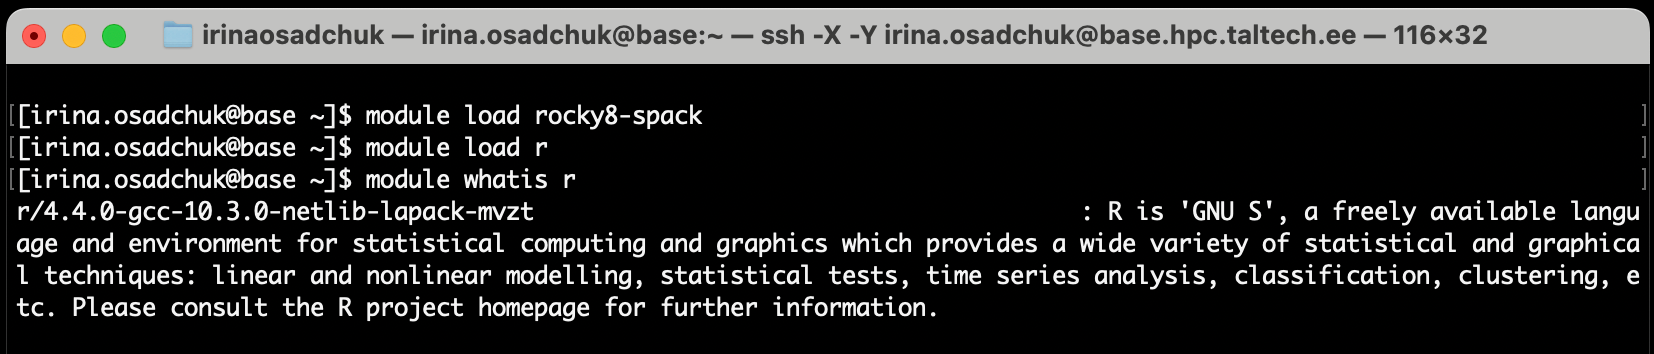 irinaosadchuk — irina.osadchuk@base:~ — ssh -X -Y irina.osadchuk@base.hpc.taltech.ee — 116×32
[[irina.osadchuk@base ~]$ module load rocky8-spack ]
[[irina.osadchuk@base ~]$ module load r ]
[[irina.osadchuk@base ~]$ module whatis r ]
r/4.4.0-gcc-10.3.0-netlib-lapack-mvzt : R is 'GNU S', a freely available langu
age and environment for statistical computing and graphics which provides a wide variety of statistical and graphica
l techniques: linear and nonlinear modelling, statistical tests, time series analysis, classification, clustering, e
tc. Please consult the R project homepage for further information.